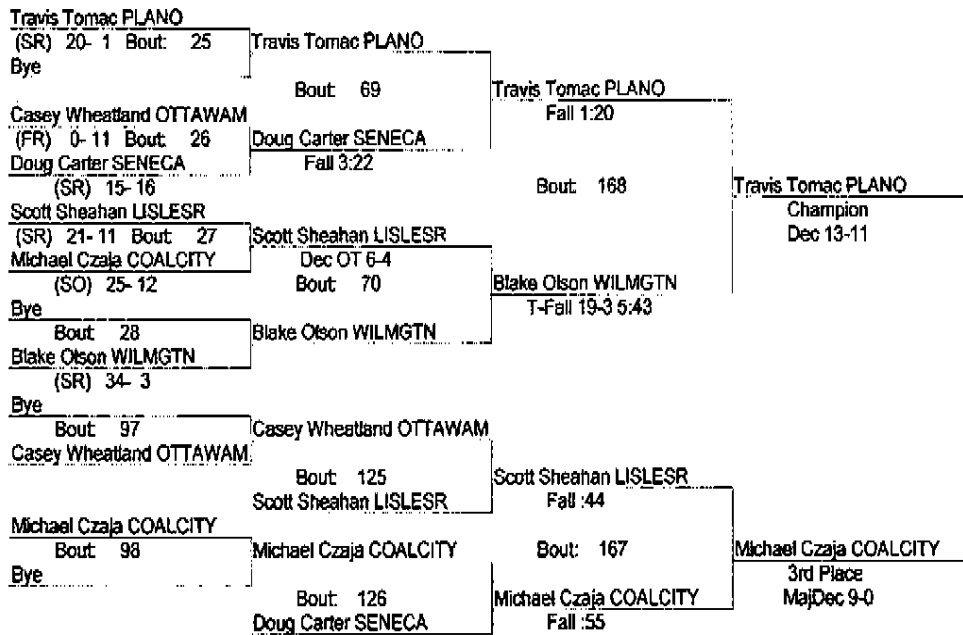 Travis Tomac PLANO
(SR) 20- 1 Bout: 25
Bye
Travis Tomac PLANO
Bout: 69
Casey Wheatland OTTAWAM
(FR) 0- 11 Bout: 26
Doug Carter SENECA
(SR) 15- 16
Doug Carter SENECA
Fall 3:22
Travis Tomac PLANO
Fall 1:20
Scott Sheahan LISLESR
(SR) 21- 11 Bout: 27
Michael Czaja COALCITY
(SO) 25- 12
Scott Sheahan LISLESR
Dec OT 6-4
Bout: 70
Bye
Bout: 28
Blake Olson WILMGTN
(SR) 34- 3
Blake Olson WILMGTN
Blake Olson WILMGTN
T-Fall 19-3 5:43
Bout: 168
Travis Tomac PLANO
Champion
Dec 13-11
Bye
Bout: 97
Casey Wheatland OTTAWAM
Casey Wheatland OTTAWAM
Bout: 125
Scott Sheahan LISLESR
Scott Sheahan LISLESR
Fall :44
Michael Czaja COALCITY
Bout: 98
Bye
Michael Czaja COALCITY
Bout: 126
Doug Carter SENECA
Michael Czaja COALCITY
Fall :55
Bout: 167
Michael Czaja COALCITY
3rd Place
MajDec 9-0